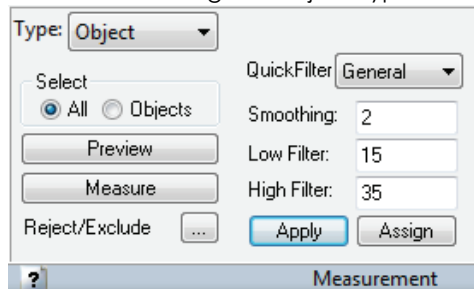 Type: Object
Select
All Objects
QuickFilter General
Smoothing: 2
Preview
Low Filter: 15
Measure
High Filter: 35
Reject/Exclude ...
Apply Assign
? Measurement